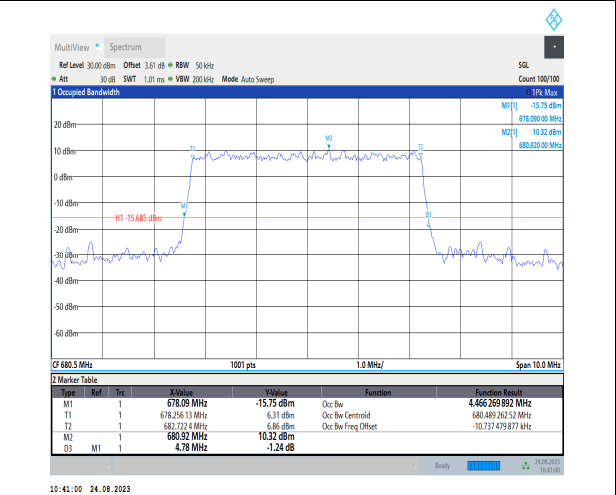 MultiView Spectrum
Ref Level 30.00 dBm Offset 3.61 dB RBW 50 kHz SGL
Att 30 dB SWT 1.01 ms VBW 200 kHz Mode Auto Sweep Count 100/100
1 Occupied Bandwidth 1Pk Max
M1[1] -15.75 dBm
678.090 00 MHz
M2[1] 10.32 dBm
680.920 00 MHz
20 dBm
M2
T1 T2
10 dBm
0 dBm
-10 dBm
M1
D3
H1 -15.685 dBm
-20 dBm
-30 dBm
-40 dBm
-50 dBm
-60 dBm
CF 680.5 MHz 1001 pts 1.0 MHz/ Span 10.0 MHz
2 Marker Table
Type Ref Trc X-Value Y-Value Function Function Result
M1 1 678.09 MHz -15.75 dBm Occ Bw 4.466 269 892 MHz
T1 1 678.256 13 MHz 6.31 dBm Occ Bw Centroid 680.489 262 52 MHz
T2 1 682.722 4 MHz 6.86 dBm Occ Bw Freq Offset -10.737 479 877 kHz
M2 1 680.92 MHz 10.32 dBm
D3 M1 1 4.78 MHz -1.24 dB
Ready 24.08.2023
10:41:00
10:41:00 24.08.2023